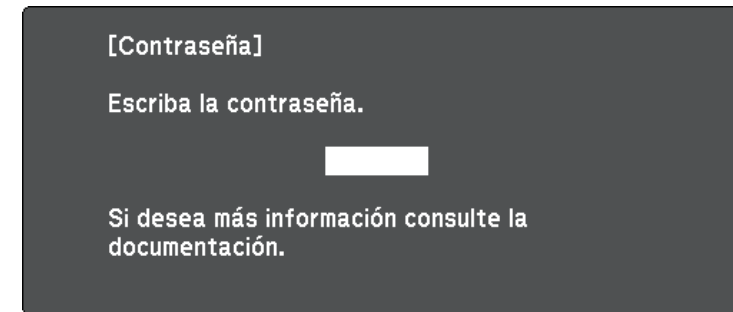 [Contraseña]
Escriba la contraseña.
Si desea más información consulte la
documentación.